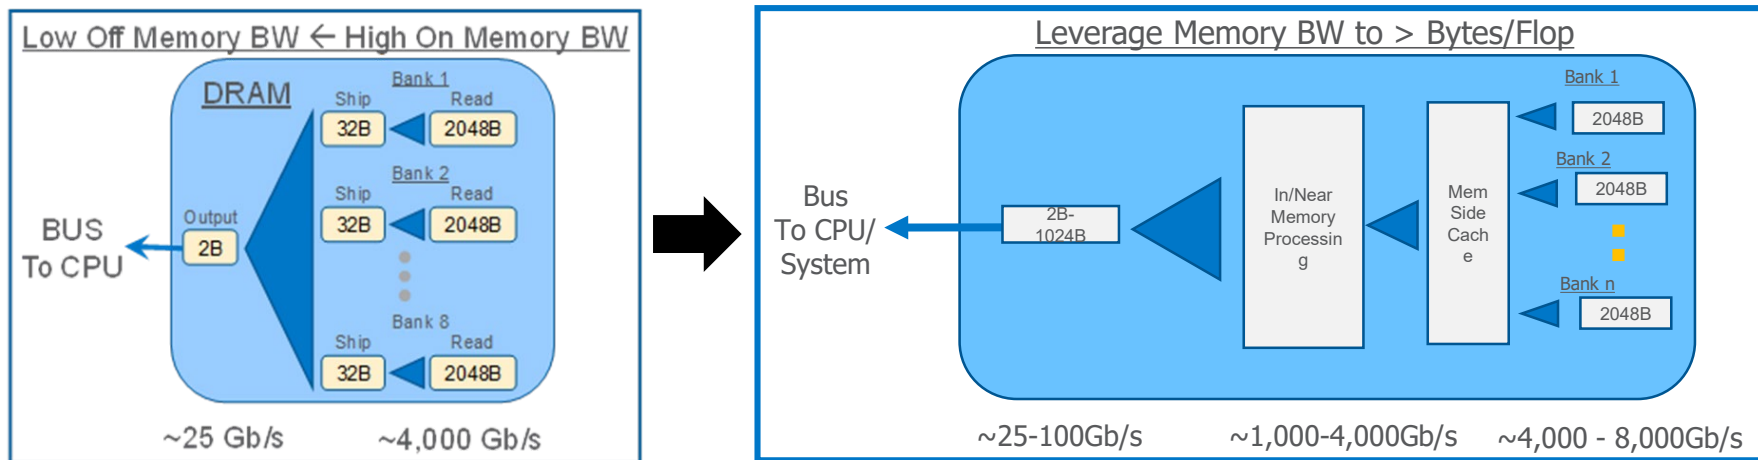 Low Off Memory BW ← High On Memory BW
DRAM
Bank 1
Ship
Read
32B
2048B
Bank 2
Ship
Read
32B
2048B
Output
2B
BUS
To CPU
Bank 8
Ship
Read
32B
2048B
~25 Gb/s
~4,000 Gb/s
Leverage Memory BW to > Bytes/Flop
Bus
To CPU/
System
2B-
1024B
In/Near
Memory
Processin
g
Mem
Side
Cach
e
Bank 1
2048B
Bank 2
2048B
Bank n
2048B
~25-100Gb/s
~1,000-4,000Gb/s
~4,000 - 8,000Gb/s